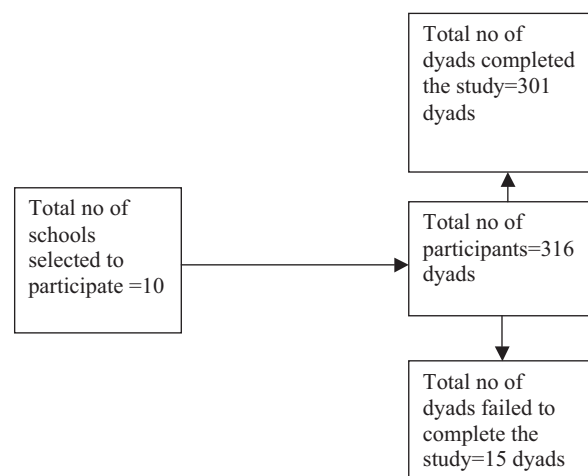 Total no of
dyads completed
the study=301
dyads
Total no of
schools
selected to
participate =10
Total no of
participants=316
dyads
Total no of
dyads failed to
complete the
study=15 dyads